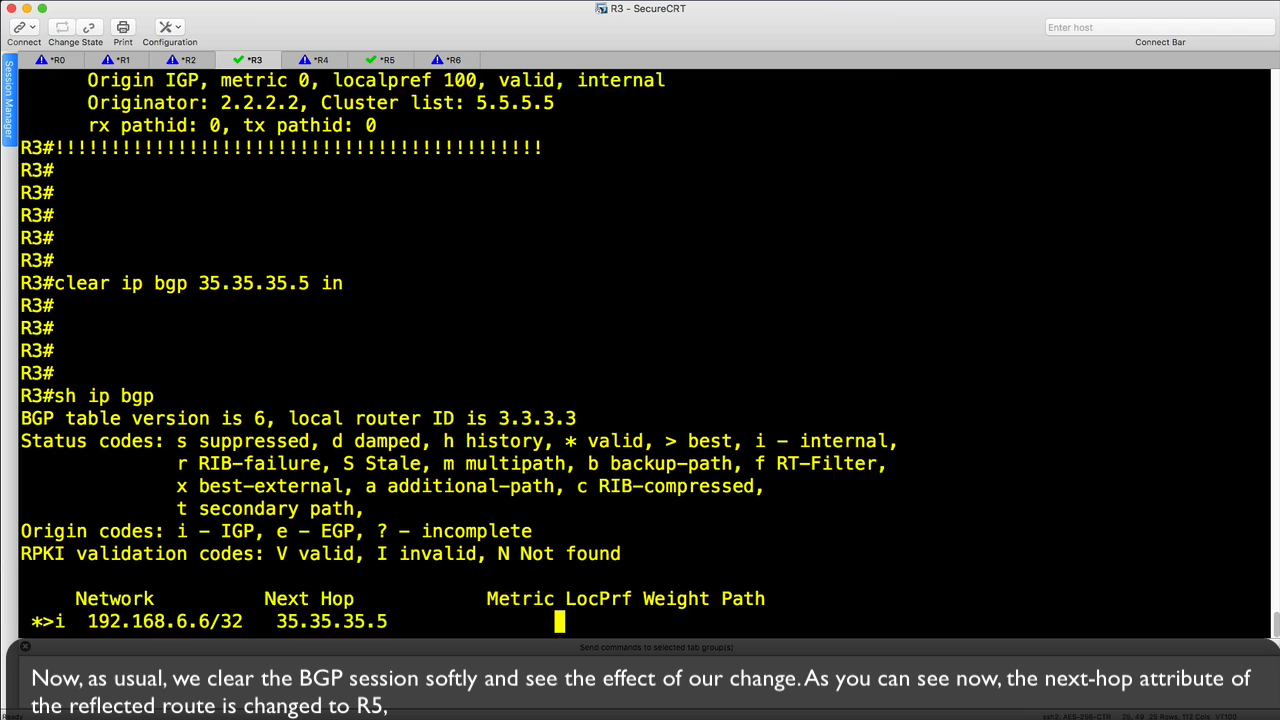 R3 - SecureCRT
Connect Change State Print Configuration
Enter host
Connect Bar
*R0 *R1 *R2 *R3 *R4 *R5 *R6
Session Manager
Origin IGP, metric 0, localpref 100, valid, internal
Originator: 2.2.2.2, Cluster list: 5.5.5.5
rx pathid: 0, tx pathid: 0
R3#!!!!!!!!!!!!!!!!!!!!!!!!!!!!!!!!!!!!!!!!!!!!
R3#
R3#
R3#
R3#
R3#
R3#clear ip bgp 35.35.35.5 in
R3#
R3#
R3#
R3#
R3#sh ip bgp
BGP table version is 6, local router ID is 3.3.3.3
Status codes: s suppressed, d damped, h history, * valid, > best, i - internal,
r RIB-failure, S Stale, m multipath, b backup-path, f RT-Filter,
x best-external, a additional-path, c RIB-compressed,
t secondary path,
Origin codes: i - IGP, e - EGP, ? - incomplete
RPKI validation codes: V valid, I invalid, N Not found
Network Next Hop Metric LocPrf Weight Path
*>i 192.168.6.6/32 35.35.35.5
Send commands to selected tab group(s)
Now, as usual, we clear the BGP session softly and see the effect of our change. As you can see now, the next-hop attribute of
the reflected route is changed to R5,